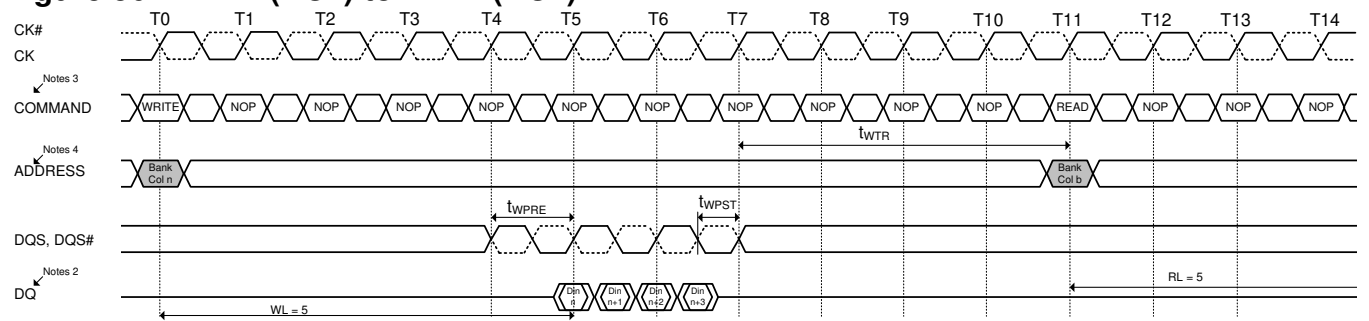 T0 T1 T2 T3 T4 T5 T6 T7 T8 T9 T10 T11 T12 T13 T14
CK#
CK
Notes 3
COMMAND WRITE NOP NOP NOP NOP NOP NOP NOP NOP NOP NOP READ NOP NOP NOP
tWTR
Notes 4
ADDRESS
Bank Bank
Col n Col b
tWPRE tWPST
DQS, DQS#
Notes 2
DQ
Din Din Din Din
n n+1 n+2 n+3
RL = 5
WL = 5